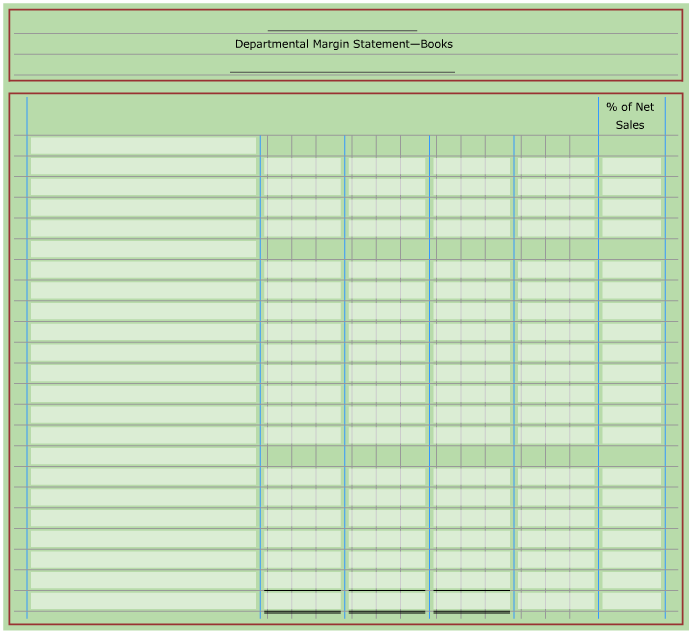 Departmental Margin Statement—Books
% of Net
Sales